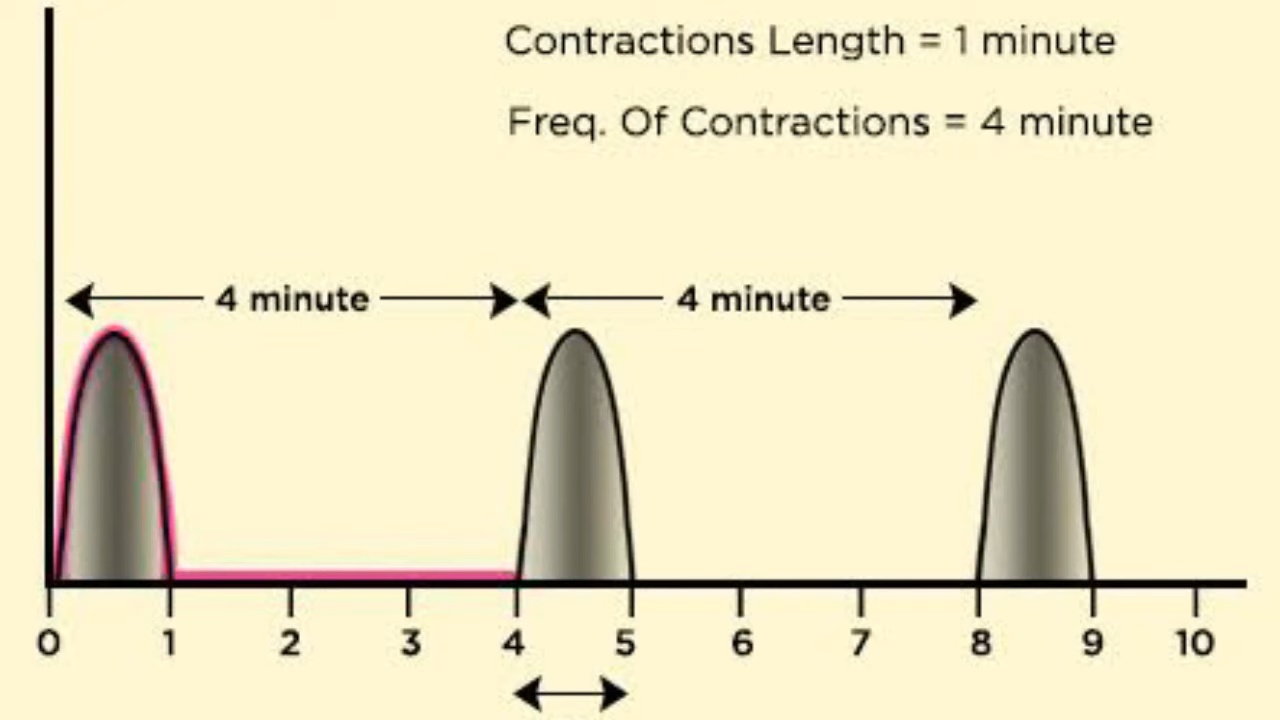 Contractions Length = 1 minute
Freq. Of Contractions = 4 minute
4 minute 4 minute
0 1 2 3 4 5 6 7 8 9 10